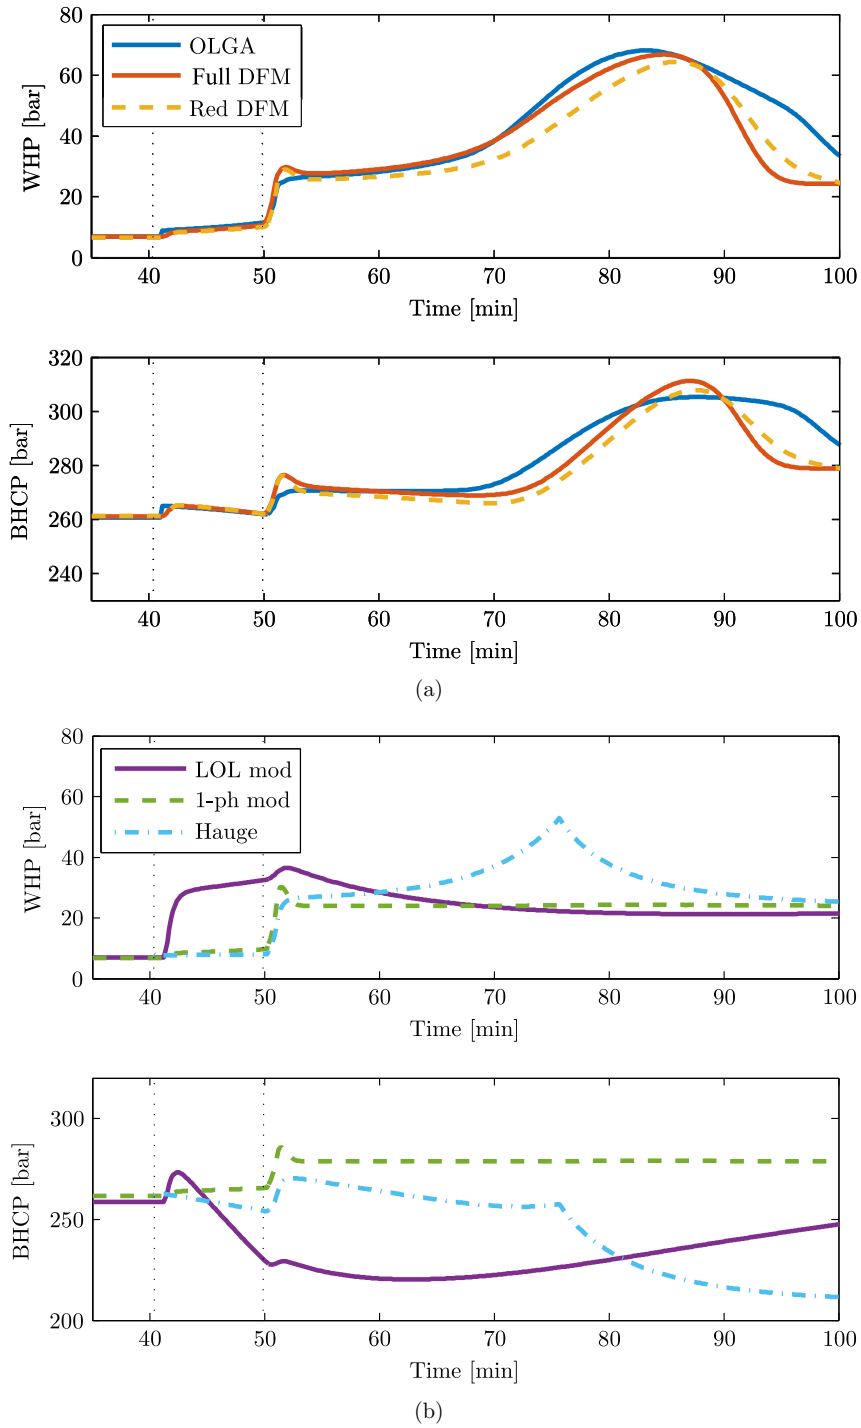 80
60
40
20
0
WHP [bar]
OLGA
Full DFM
Red DFM
40 50 60 70 80 90 100
Time [min]
320
300
280
260
240
BHCP [bar]
40 50 60 70 80 90 100
Time [min]
(a)
80
60
40
20
0
WHP [bar]
LOL mod
1-ph mod
Hauge
40 50 60 70 80 90 100
Time [min]
300
250
200
BHCP [bar]
40 50 60 70 80 90 100
Time [min]
(b)